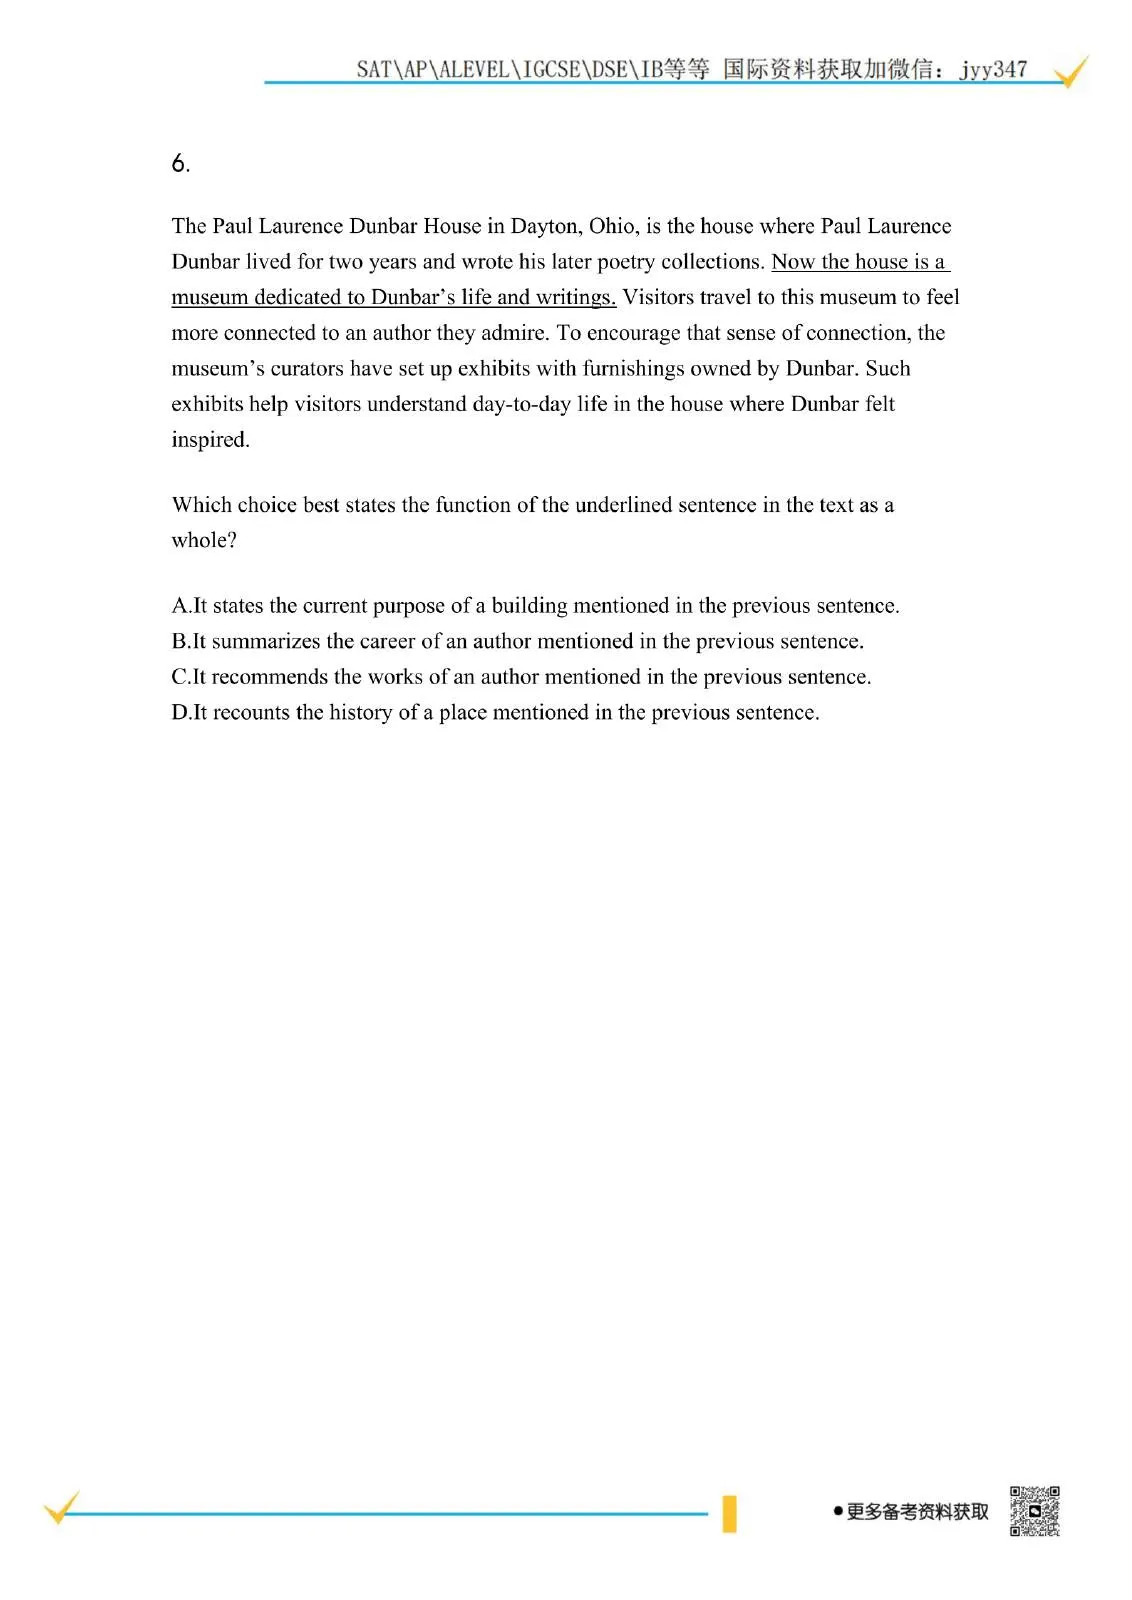 SAT\AP\ALEVEL\IGCSE\DSE\IB等等 国际资料获取加微信：jyy347
6.
The Paul Laurence Dunbar House in Dayton, Ohio, is the house where Paul Laurence
Dunbar lived for two years and wrote his later poetry collections. Now the house is a
museum dedicated to Dunbar’s life and writings. Visitors travel to this museum to feel
more connected to an author they admire. To encourage that sense of connection, the
museum’s curators have set up exhibits with furnishings owned by Dunbar. Such
exhibits help visitors understand day-to-day life in the house where Dunbar felt
inspired.
Which choice best states the function of the underlined sentence in the text as a
whole?
A.It states the current purpose of a building mentioned in the previous sentence.
B.It summarizes the career of an author mentioned in the previous sentence.
C.It recommends the works of an author mentioned in the previous sentence.
D.It recounts the history of a place mentioned in the previous sentence.
●更多备考资料获取